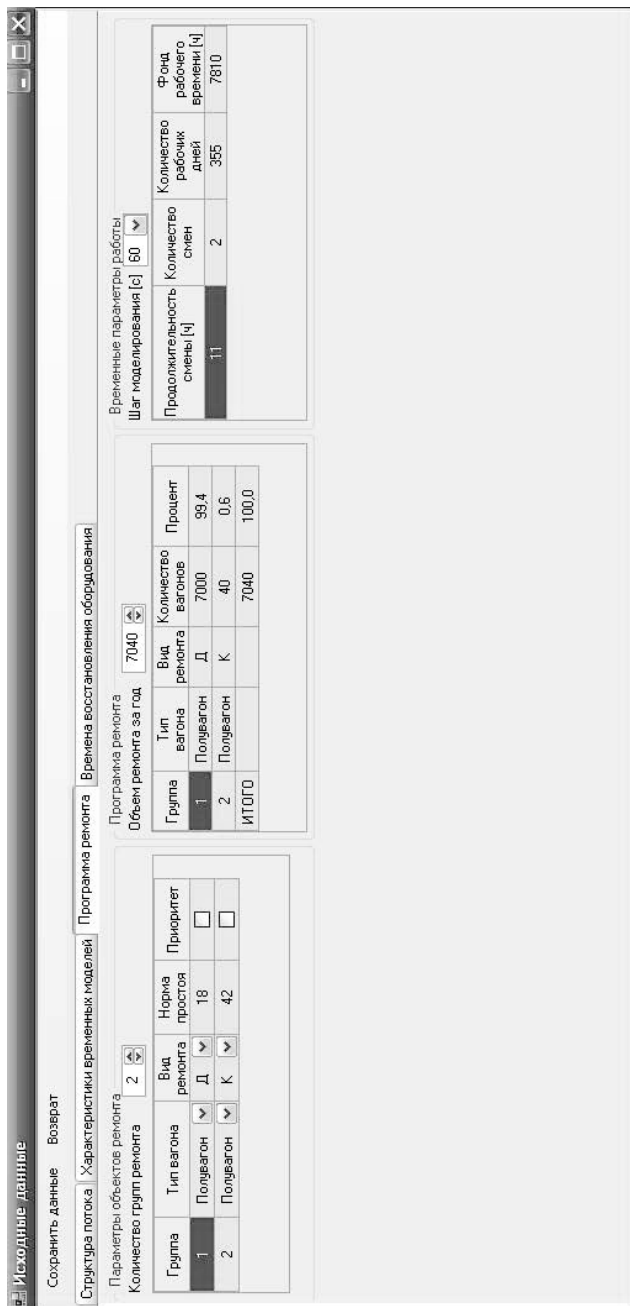 Исходные данные
Сохранить данные Возврат
Структура потока Характеристики временных моделей Программа ремонта Времена восстановления оборудования
Параметры объектов ремонта
Количество групп ремонта 2
Группа Тип вагона Вид ремонта Норма простоя Приоритет
1 Полувагон Д 18
2 Полувагон К 42
Программа ремонта
Объем ремонта за год 7040
Группа Тип вагона Вид ремонта Количество вагонов Процент
1 Полувагон Д 7000 99,4
2 Полувагон К 40 0,6
ИТОГО 7040 100,0
Временные параметры работы
Шаг моделирования [с] 60
Продолжительность смены [ч] Количество смен Количество рабочих дней Фонд рабочего времени [ч]
11 2 355 7810